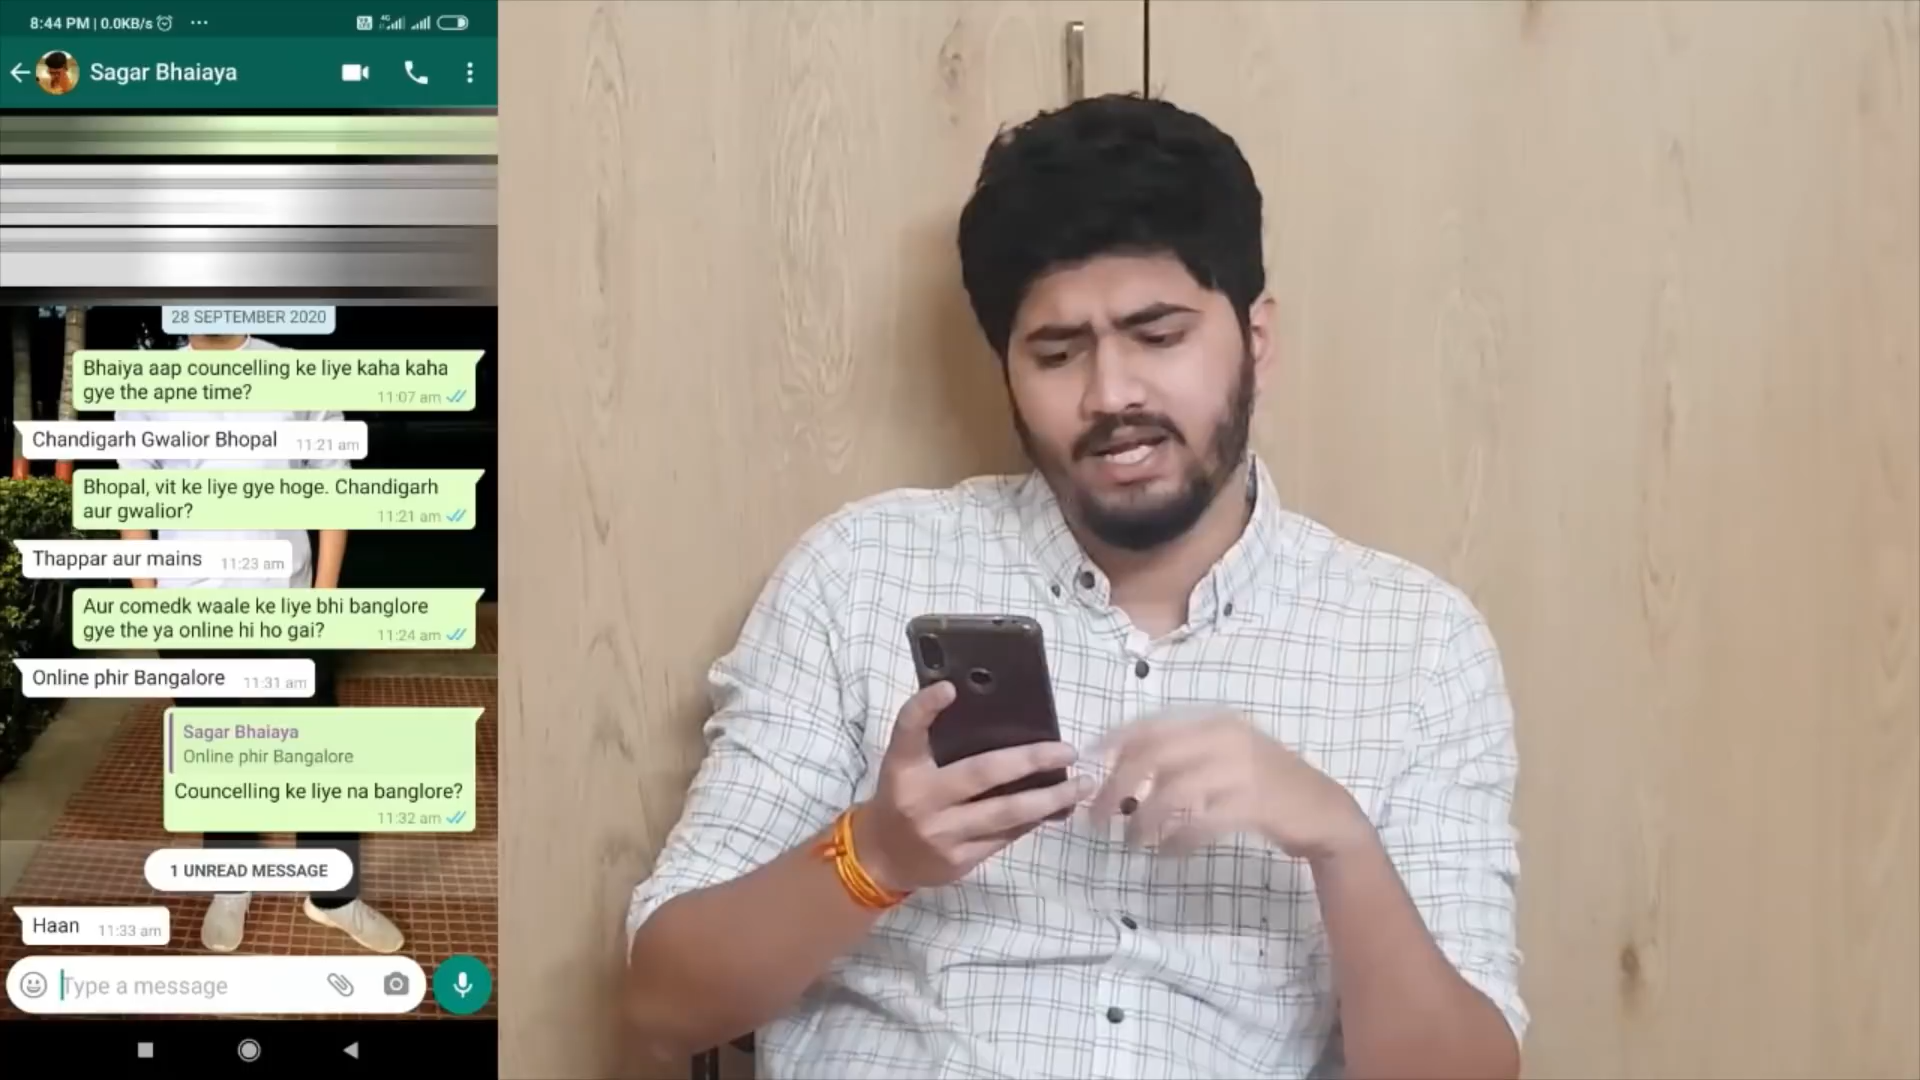 8:44 PM | 0.0KB/s
Sagar Bhaiaya
28 SEPTEMBER 2020
Bhaiya aap councelling ke liye kaha kaha
gye the apne time?
11:07 am
Chandigarh Gwalior Bhopal
11:21 am
Bhopal, vit ke liye gye hoge. Chandigarh
aur gwalior?
11:21 am
Thappar aur mains
11:23 am
Aur comedk waale ke liye bhi banglore
gye the ya online hi ho gai?
11:24 am
Online phir Bangalore
11:31 am
Sagar Bhaiaya
Online phir Bangalore
Councelling ke liye na banglore?
11:32 am
1 UNREAD MESSAGE
Haan
11:33 am
Type a message